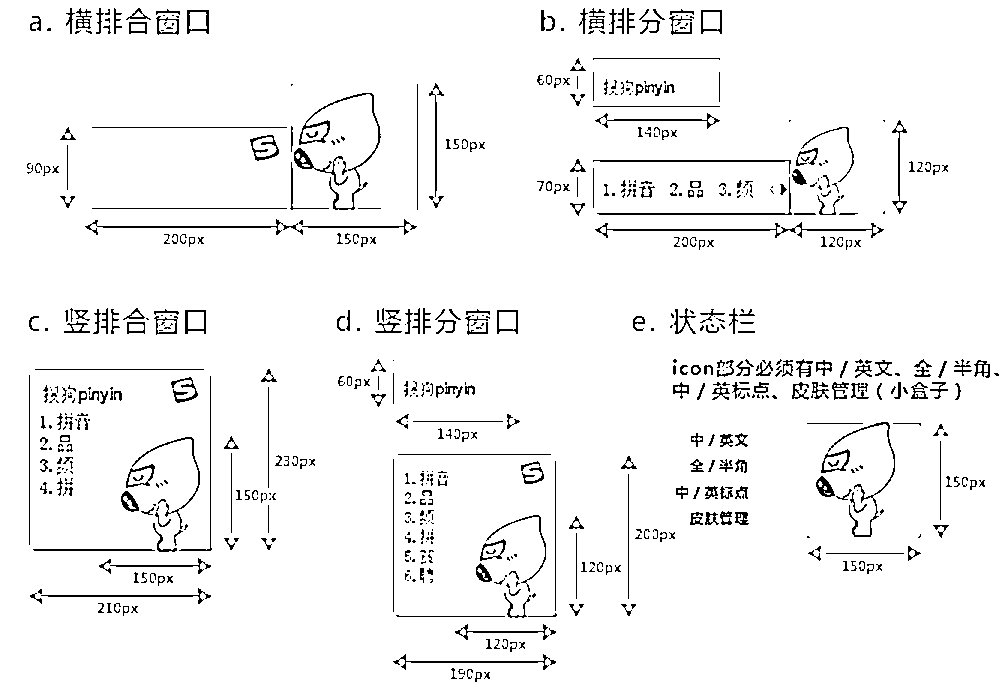 a. 横排合窗口
90px
S
150px
200px
150px
b. 横排分窗口
60px
搜狗pinyin
140px
70px
1.拼音 2.品 3.频
120px
200px
120px
c. 竖排合窗口
搜狗pinyin
S
1.拼音
2.品
3.频
4.拼
150px
230px
150px
210px
d. 竖排分窗口
60px
搜狗pinyin
140px
1.拼音
S
2.品
3.频
4.拼
5.
6.聘
120px
200px
120px
190px
e. 状态栏
icon部分必须有中/英文、全/半角、
中/英标点、皮肤管理(小盒子)
中/英文
全/半角
中/英标点
皮肤管理
150px
150px